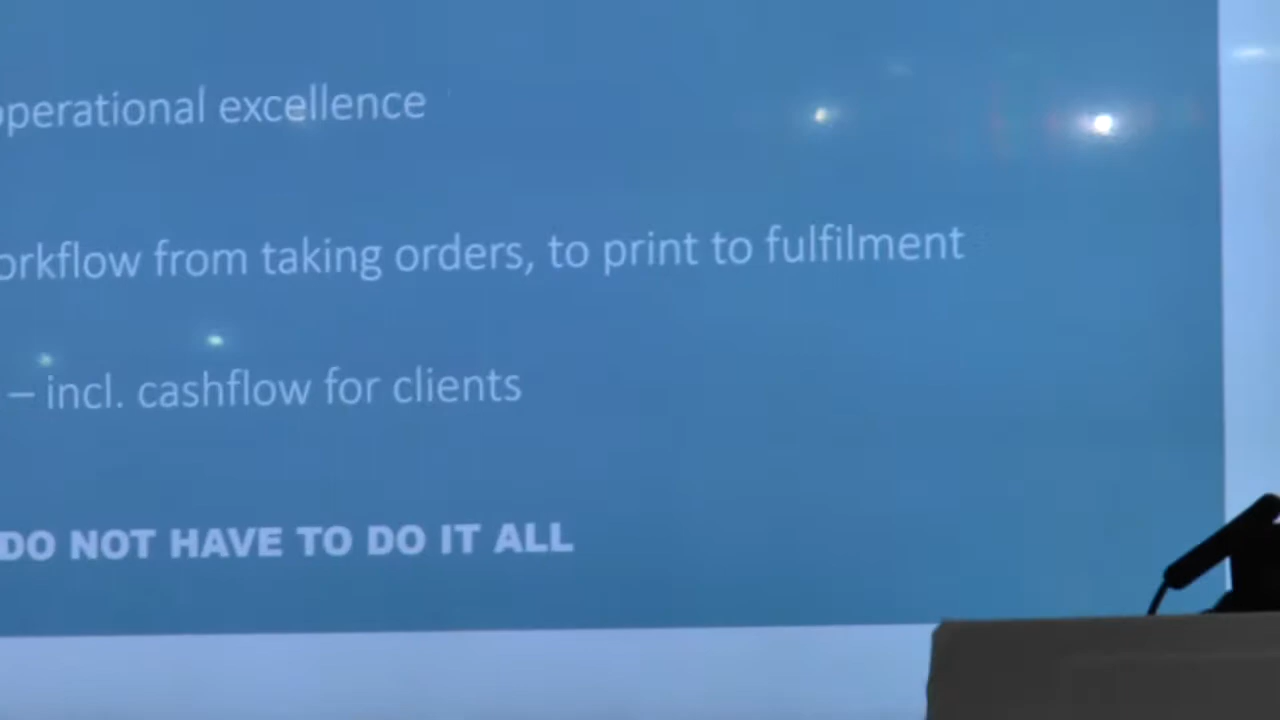 operational excellence
workflow from taking orders, to print to fulfilment
– incl. cashflow for clients
DO NOT HAVE TO DO IT ALL